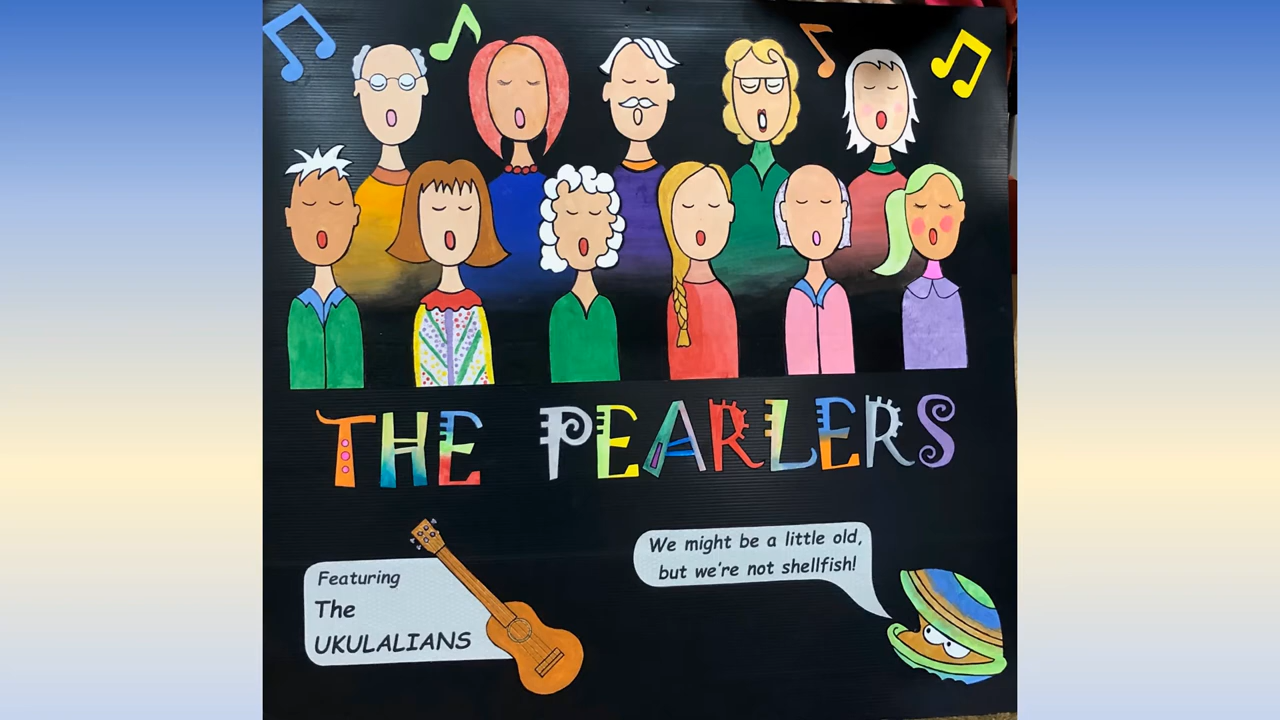 THE PEARLERS
Featuring
The
UKULALIANS
We might be a little old,
but we're not shellfish!